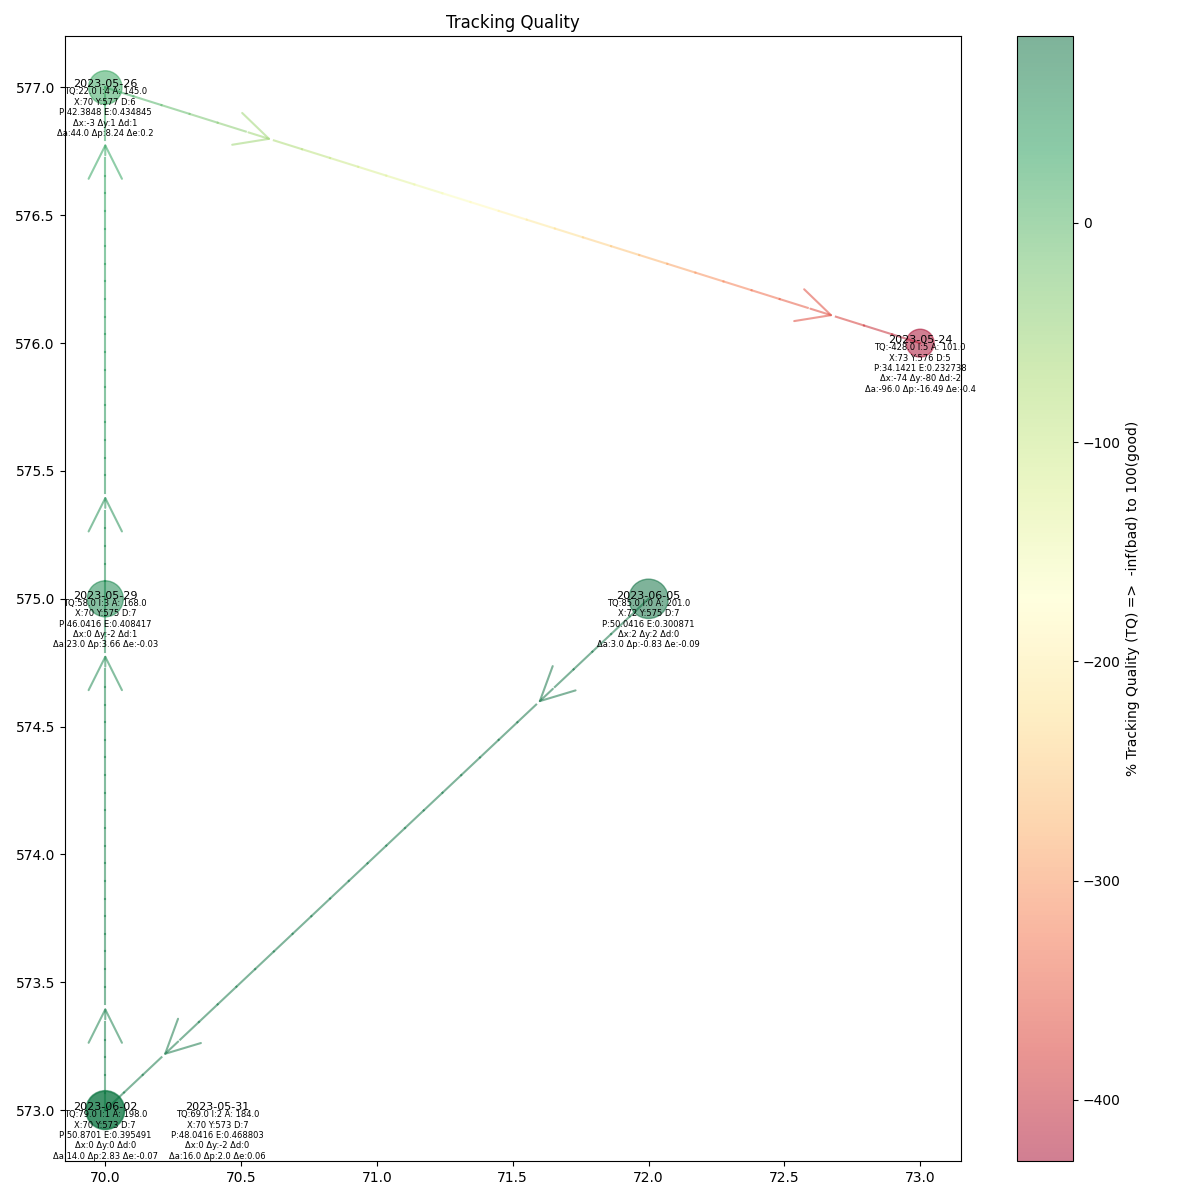 Tracking Quality
577.0
576.5
576.0
575.5
575.0
574.5
574.0
573.5
573.0
2023-05-26
TQ:22.0 I:4 A: 145.0
X:70 Y:577 D:6
P:42.3848 E:0.434845
Δx:-3 Δy:1 Δd:1
Δa:44.0 Δp:8.24 Δe:0.2
2023-05-24
TQ:-428.0 I:5 A: 101.0
X:73 Y:576 D:5
P:34.1421 E:0.232738
Δx:-74 Δy:-80 Δd:-2
Δa:-96.0 Δp:-16.49 Δe:-0.4
2023-05-29
TQ:58.0 I:3 A: 168.0
X:70 Y:575 D:7
P:46.0416 E:0.408417
Δx:0 Δy:-2 Δd:1
Δa:23.0 Δp:3.66 Δe:-0.03
2023-06-05
TQ:85.0 I:0 A: 201.0
X:72 Y:575 D:7
P:50.0416 E:0.300871
Δx:2 Δy:2 Δd:0
Δa:3.0 Δp:-0.83 Δe:-0.09
2023-06-02
TQ:79.0 I:1 A: 198.0
X:70 Y:573 D:7
P:50.8701 E:0.395491
Δx:0 Δy:0 Δd:0
Δa:14.0 Δp:2.83 Δe:-0.07
2023-05-31
TQ:69.0 I:2 A: 184.0
X:70 Y:573 D:7
P:48.0416 E:0.468803
Δx:0 Δy:-2 Δd:0
Δa:16.0 Δp:2.0 Δe:0.06
70.0
70.5
71.0
71.5
72.0
72.5
73.0
0
−100
−200
−300
−400
% Tracking Quality (TQ) => -inf(bad) to 100(good)